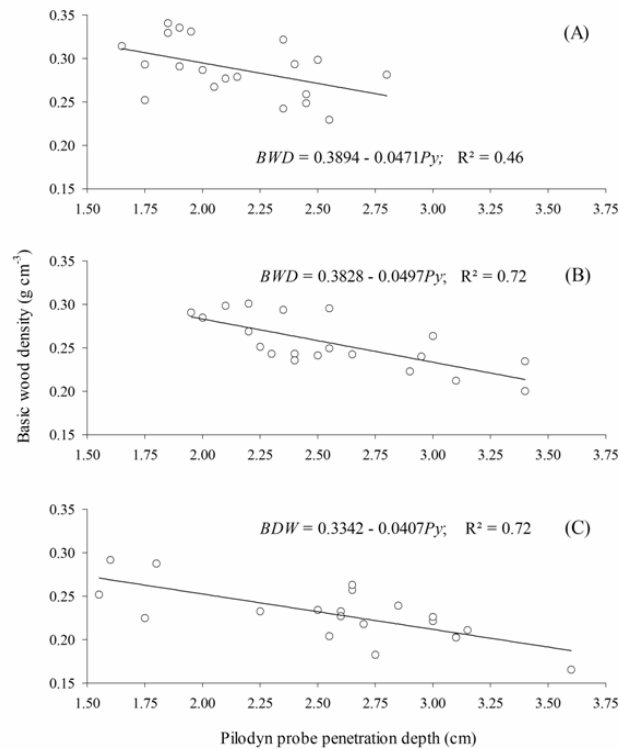 0.35
(A)
0.30
0.25
0.20
BWD = 0.3894 - 0.0471Py; R² = 0.46
0.15
1.50 1.75 2.00 2.25 2.50 2.75 3.00 3.25 3.50 3.75
Basic wood density (g cm-3)
0.35
BWD = 0.3828 - 0.0497Py; R² = 0.72 (B)
0.30
0.25
0.20
0.15
1.50 1.75 2.00 2.25 2.50 2.75 3.00 3.25 3.50 3.75
0.35
BDW = 0.3342 - 0.0407Py; R² = 0.72 (C)
0.30
0.25
0.20
0.15
1.50 1.75 2.00 2.25 2.50 2.75 3.00 3.25 3.50 3.75
Pilodyn probe penetration depth (cm)